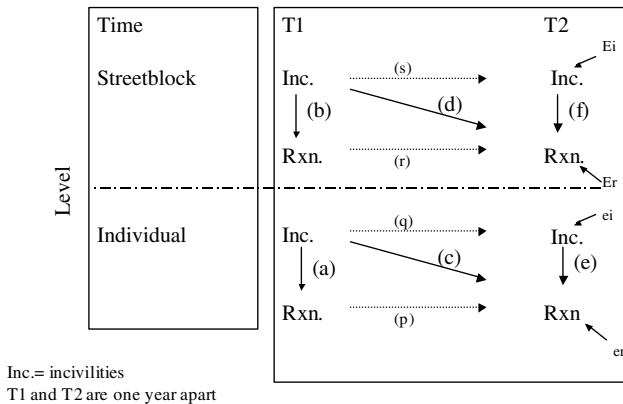 Time T1 T2
Ei
Streetblock Inc. (s) Inc.
(b) (d) (f)
Rxn. (r) Rxn.
Er
Level
ei
Individual Inc. (q) Inc.
(a) (c) (e)
Rxn. (p) Rxn
er
Inc.= incivilities
T1 and T2 are one year apart